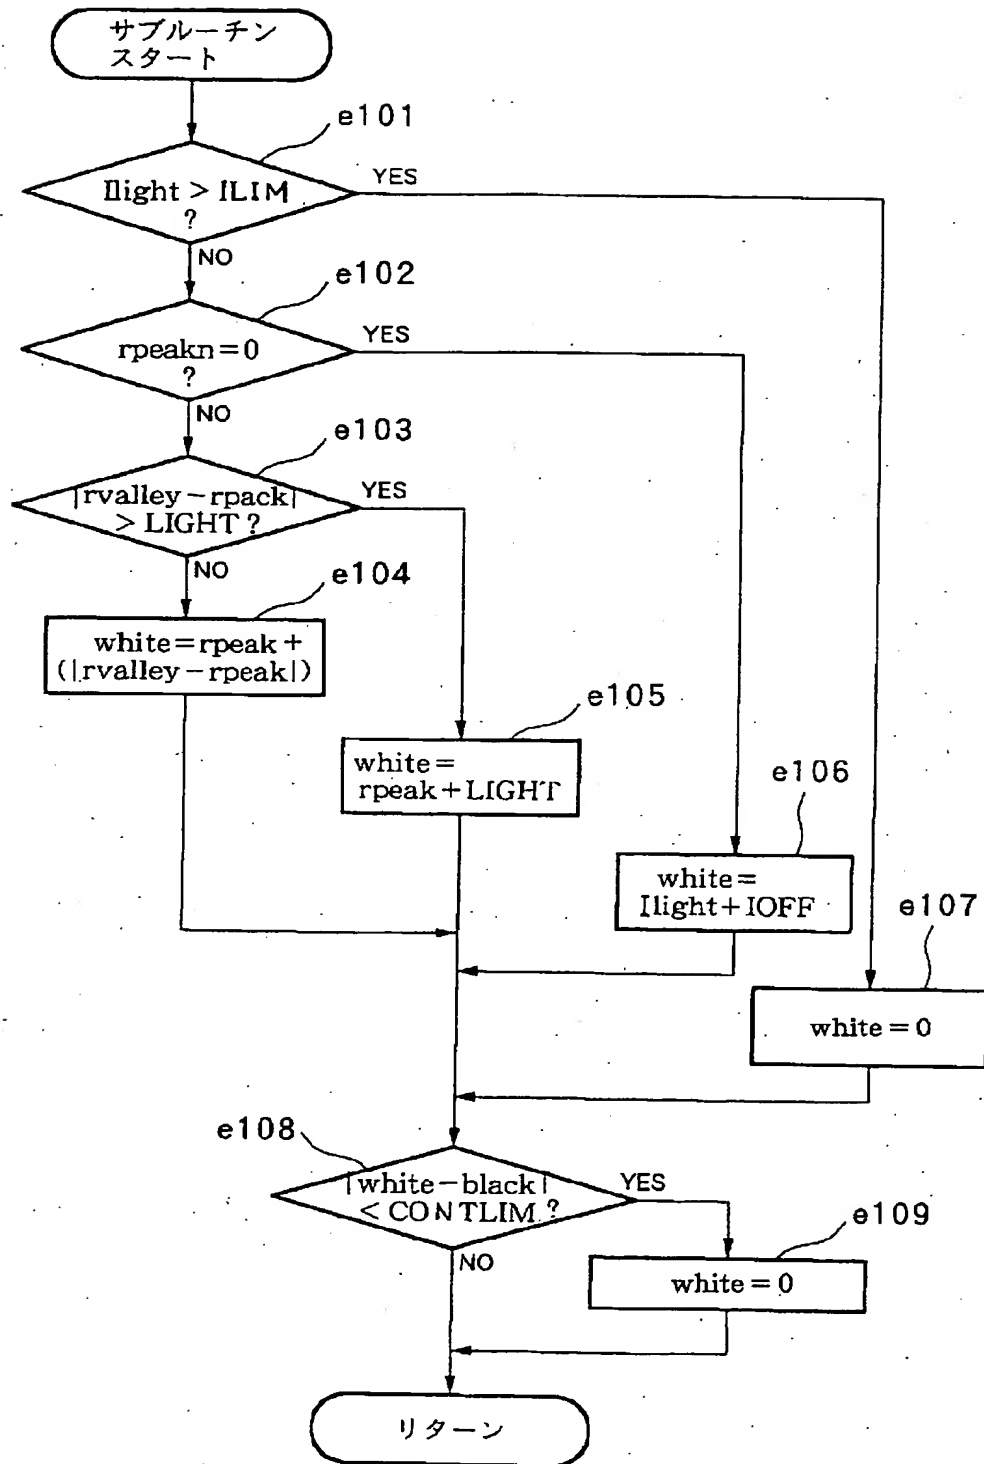 サブルーチン
スタート
e101
Ilight > ILIM
?
YES
NO
e102
rpeakn=0
?
YES
NO
e103
|rvalley-rpack|
> LIGHT ?
YES
NO
e104
white=rpeak+
(|rvalley-rpeak|)
e105
white=
rpeak+LIGHT
e106
white=
Ilight+IOFF
e107
white=0
e108
|white-black|
< CONTLIM ?
YES
NO
e109
white=0
リターン